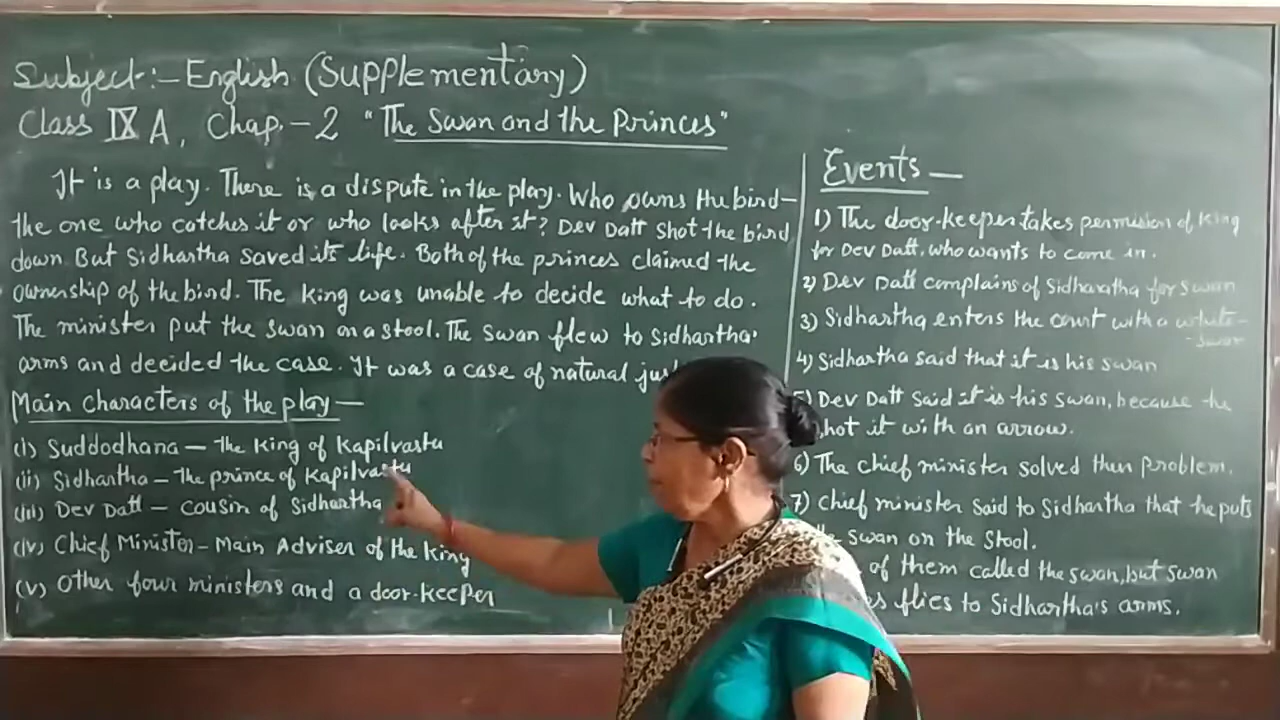 Subject:- English (Supplementary)
Class IX A, Chap.-2 "The Swan and the Princes"
It is a play. There is a dispute in the play. Who owns the bird-
the one who catches it or who looks after it? Dev Datt shot the bird
down. But Sidhartha saved its life. Both of the princes claimed the
ownership of the bird. The King was unable to decide what to do.
The minister put the swan on a stool. The swan flew to Sidhartha's
arms and decided the case. It was a case of natural
Main characters of the play-
(i) Suddodhana - the King of Kapilvastu
(ii) Sidhartha - the prince of Kapilvastu
(iii) Dev Datt - cousin of Sidhartha
(iv) Chief Minister - Main Adviser of the King
(v) Other four ministers and a door-keeper
Events -
1) The door-keeper takes permission of King
for Dev Datt, who wants to come in.
2) Dev Datt complains of Sidharatha for swan
3) Sidhartha enters the court with a white-
-swan
4) Sidhartha said that it is his swan
5) Dev Datt said it is his swan, because the
shot it with an arrow.
6) The chief minister solved then problem.
7) Chief minister said to Sidhartha that he puts
swan on the stool.
of them called the swan, but swan
flies to Sidhartha's arms.